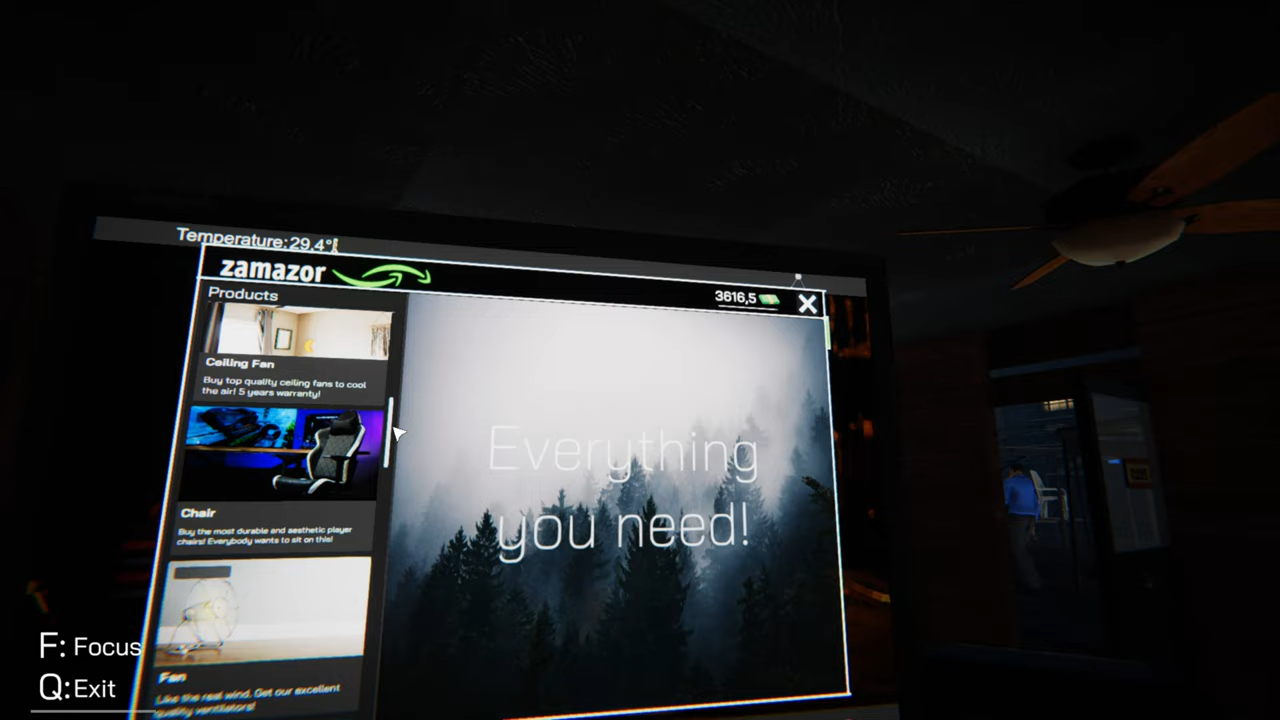 Temperature: 29.4°
zamazor
3616,5
Products
Ceiling Fan
Buy top quality ceiling fans to cool
the air! 5 years warranty!
Chair
Buy the most durable and aesthetic player
chairs! Everybody wants to sit on this!
Fan
Like the real wind. Get our excellent
quality ventilators!
Everything
you need!
F: Focus
Q: Exit